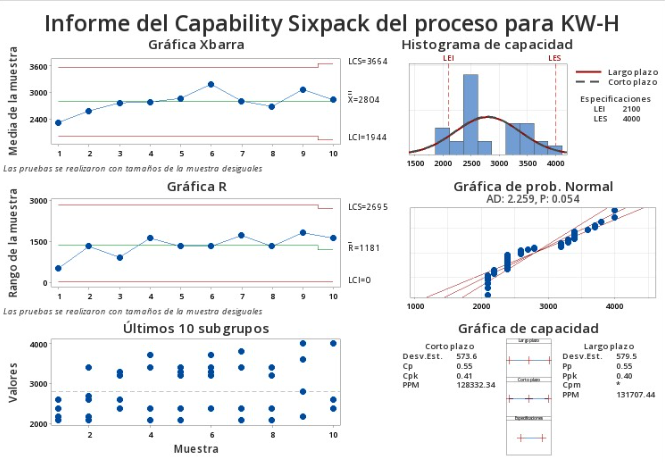 Informe del Capability Sixpack del proceso para KW-H
Gráfica Xbarra
Media de la muestra
3600
3000
2400
LCS=3664
X̿=2804
LCI=1944
1 2 3 4 5 6 7 8 9 10
Las pruebas se realizaron con tamaños de la muestra desiguales
Histograma de capacidad
LEI LES
1500 2000 2500 3000 3500 4000
Largo plazo
Corto plazo
Especificaciones
LEI 2100
LES 4000
Gráfica R
Rango de la muestra
3000
1500
0
LCS=2695
R̅=1181
LCI=0
1 2 3 4 5 6 7 8 9 10
Las pruebas se realizaron con tamaños de la muestra desiguales
Gráfica de prob. Normal
AD: 2.259, P: 0.054
1000 2000 3000 4000
Últimos 10 subgrupos
Valores
4000
3000
2000
2 4 6 8 10
Muestra
Gráfica de capacidad
Corto plazo
Desv.Est. 573.6
Cp 0.55
Cpk 0.41
PPM 128332.34
Largo plazo
Corto plazo
Especificaciones
Largo plazo
Desv.Est. 579.5
Pp 0.55
Ppk 0.40
Cpm *
PPM 131707.44